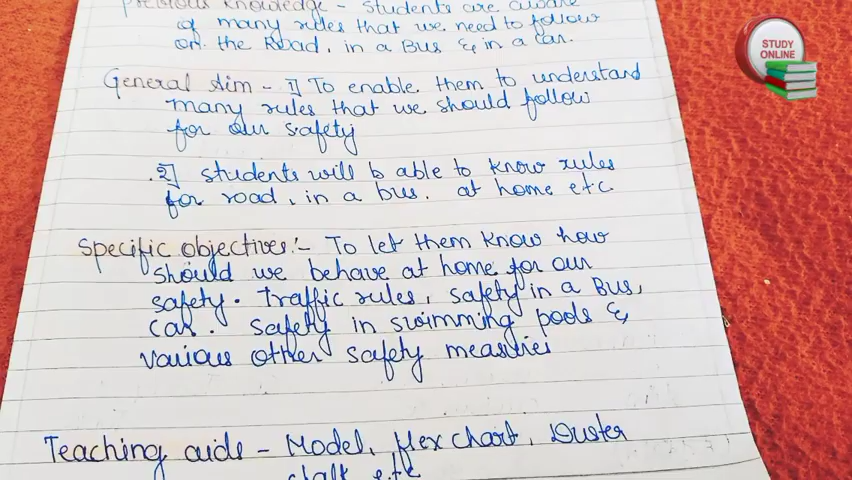 Previous Knowledge - Students are aware
of many rules that we need to follow
on the Road, in a Bus & in a car.
General Aim - 1] To enable them to understand
many rules that we should follow
for our safety
2] students will b able to know rules
for road, in a bus. at home etc.
Specific objectives:- To let them know how
should we behave at home for our
safety. Traffic rules, safety in a Bus,
car. safety in swimming pools &
various other safety measures
Teaching aids - Model, flex chart, Duster
chalk etc
STUDY
ONLINE